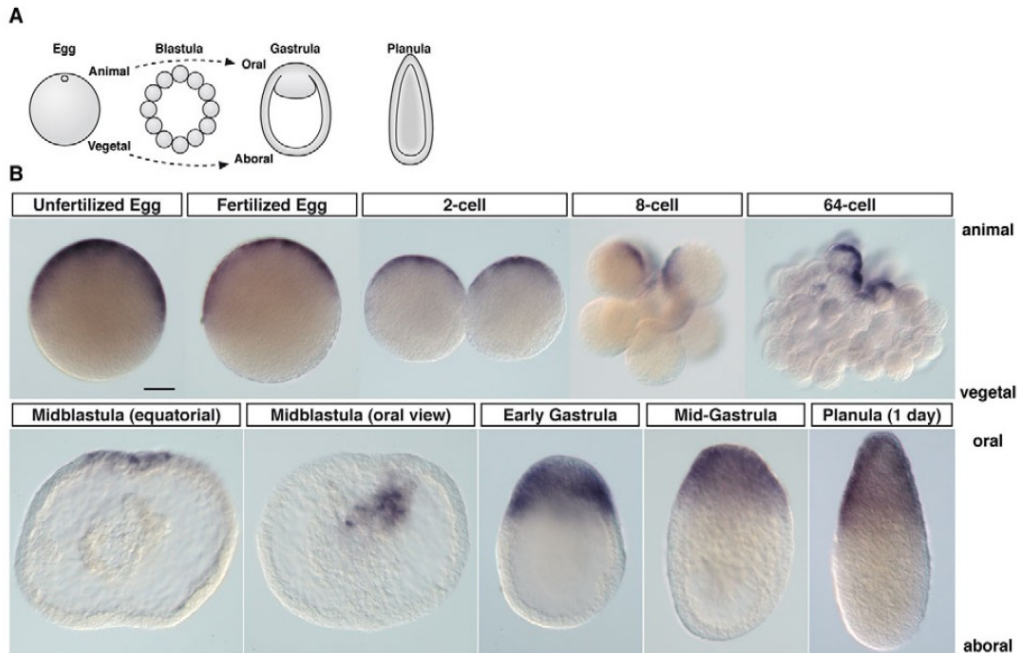 A
Egg
Blastula
Gastrula
Planula
Animal
Oral
Vegetal
Aboral
B
Unfertilized Egg
Fertilized Egg
2-cell
8-cell
64-cell
animal
vegetal
Midblastula (equatorial)
Midblastula (oral view)
Early Gastrula
Mid-Gastrula
Planula (1 day)
oral
aboral